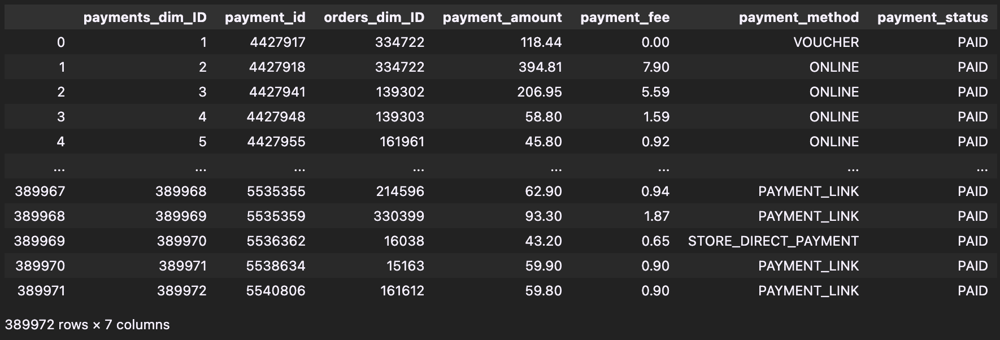 payments_dim_ID payment_id orders_dim_ID payment_amount payment_fee payment_method payment_status
0 1 4427917 334722 118.44 0.00 VOUCHER PAID
1 2 4427918 334722 394.81 7.90 ONLINE PAID
2 3 4427941 139302 206.95 5.59 ONLINE PAID
3 4 4427948 139303 58.80 1.59 ONLINE PAID
4 5 4427955 161961 45.80 0.92 ONLINE PAID
... ... ... ... ... ... ... ...
389967 389968 5535355 214596 62.90 0.94 PAYMENT_LINK PAID
389968 389969 5535359 330399 93.30 1.87 PAYMENT_LINK PAID
389969 389970 5536362 16038 43.20 0.65 STORE_DIRECT_PAYMENT PAID
389970 389971 5538634 15163 59.90 0.90 PAYMENT_LINK PAID
389971 389972 5540806 161612 59.80 0.90 PAYMENT_LINK PAID
389972 rows × 7 columns